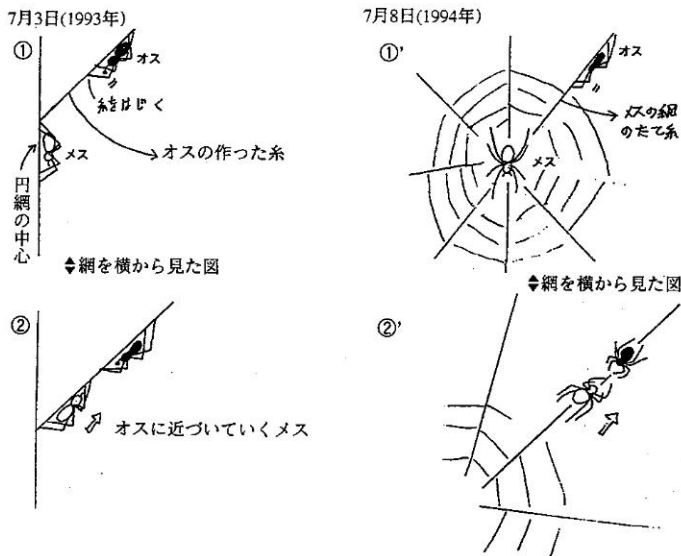 7月3日(1993年)
①
オス
糸をはじく
メス
オスの作った糸
円網の中心
◆網を横から見た図
②
オスに近づいていくメス
7月8日(1994年)
①'
オス
メスの網
のたて糸
メス
◆網を横から見た図
②'